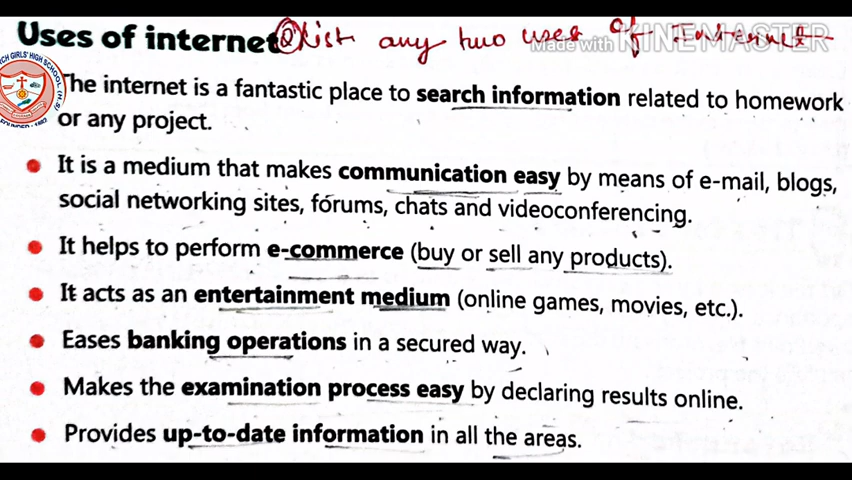 Uses of internet Q) List any two uses of Internet
Made with KINEMASTER
The internet is a fantastic place to search information related to homework
or any project.
It is a medium that makes communication easy by means of e-mail, blogs,
social networking sites, forums, chats and videoconferencing.
It helps to perform e-commerce (buy or sell any products).
It acts as an entertainment medium (online games, movies, etc.).
Eases banking operations in a secured way.
Makes the examination process easy by declaring results online.
Provides up-to-date information in all the areas.